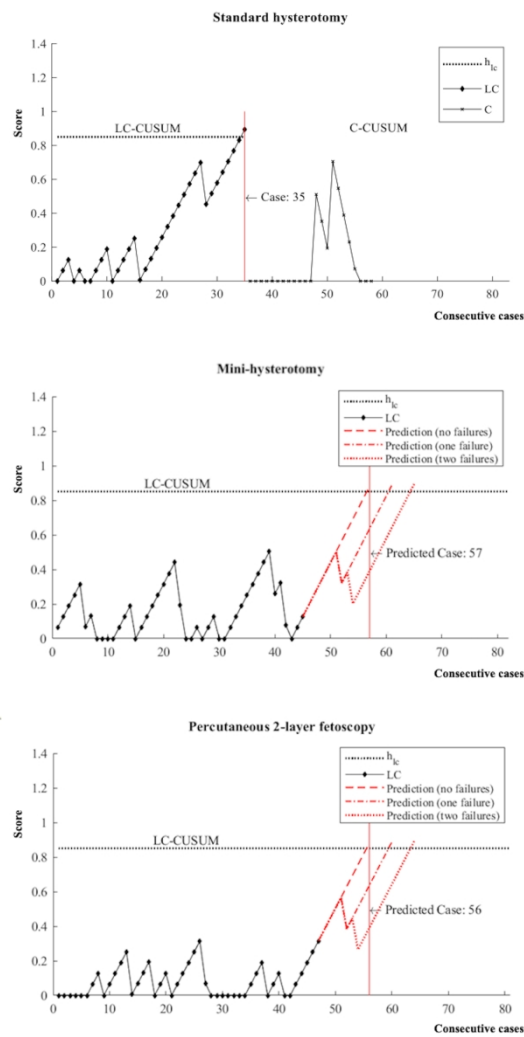 Standard hysterotomy
1.4
1.2
1
0.8
0.6
0.4
0.2
0
Score
h_lc
LC
C
LC-CUSUM
C-CUSUM
Case: 35
0 10 20 30 40 50 60 70 80
Consecutive cases
Mini-hysterotomy
1.4
1.2
1
0.8
0.6
0.4
0.2
0
Score
h_lc
LC
Prediction (no failures)
Prediction (one failure)
Prediction (two failures)
LC-CUSUM
Predicted Case: 57
0 10 20 30 40 50 60 70 80
Consecutive cases
Percutaneous 2-layer fetoscopy
1.4
1.2
1
0.8
0.6
0.4
0.2
0
Score
h_lc
LC
Prediction (no failures)
Prediction (one failure)
Prediction (two failures)
LC-CUSUM
Predicted Case: 56
0 10 20 30 40 50 60 70 80
Consecutive cases